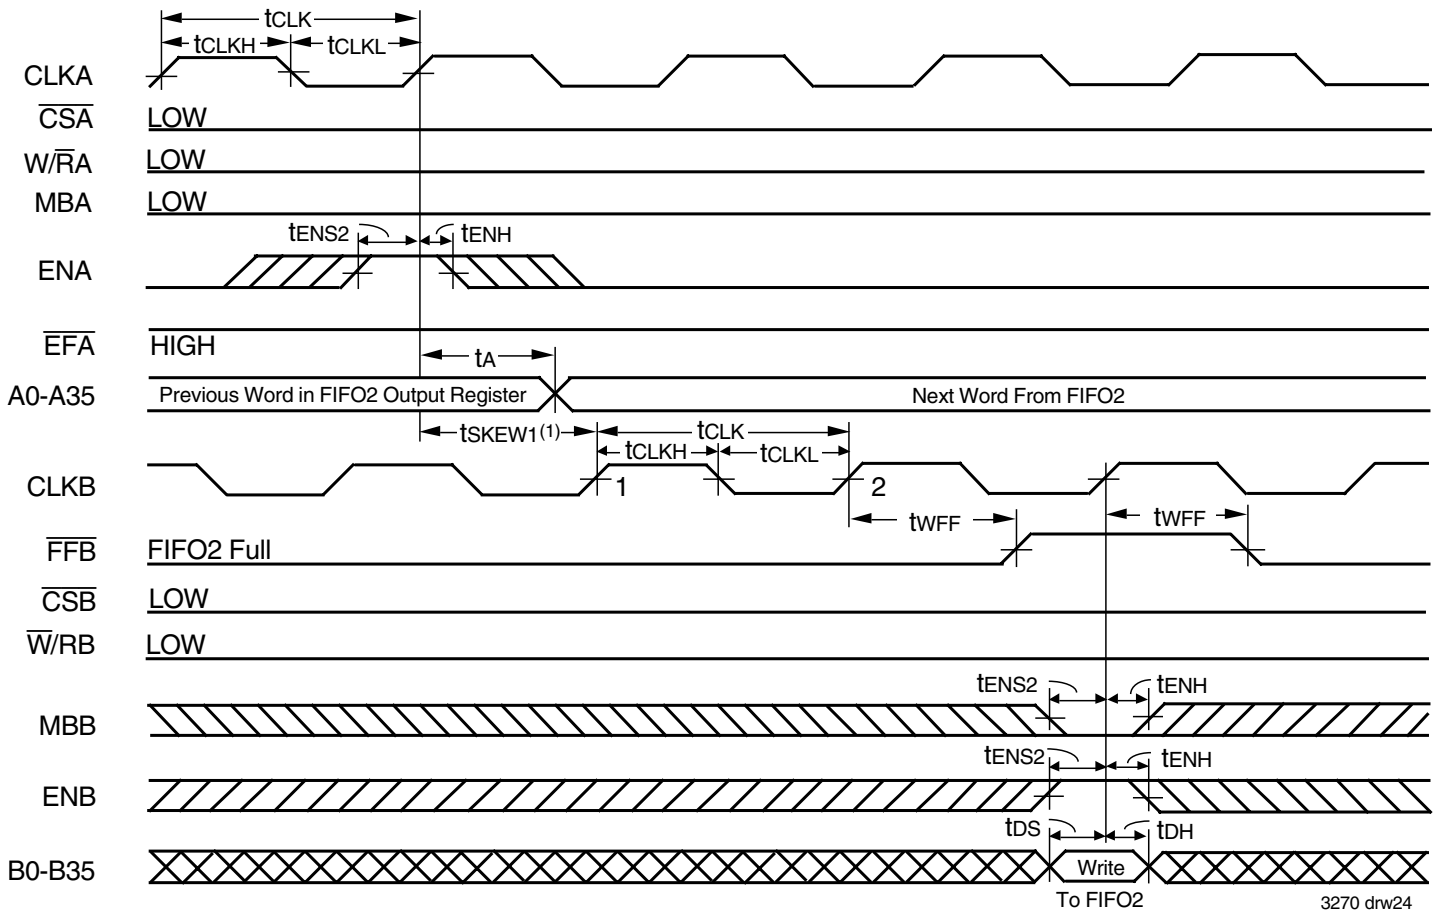 tCLK
tCLKH tCLKL
CLKA
CSA LOW
W/RA LOW
MBA LOW
tENS2 tENH
ENA
EFA HIGH
tA
A0-A35 Previous Word in FIFO2 Output Register Next Word From FIFO2
tSKEW1(1) tCLK
tCLKH tCLKL
CLKB 1 2
tWFF tWFF
FFB FIFO2 Full
CSB LOW
W/RB LOW
tENS2 tENH
MBB
tENS2 tENH
ENB
tDS tDH
B0-B35 Write
To FIFO2
3270 drw24